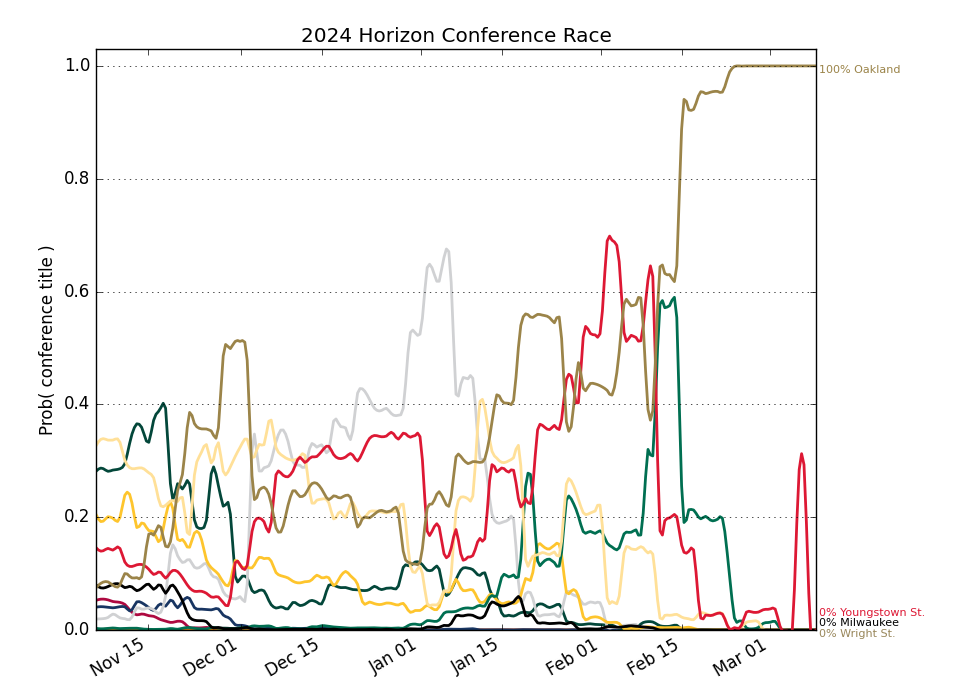 2024 Horizon Conference Race
1.0
100% Oakland
0.8
Prob( conference title )
0.6
0.4
0.2
0% Youngstown St.
0% Milwaukee
0.0
0% Wright St.
Nov 15
Dec 01
Dec 15
Jan 01
Jan 15
Feb 01
Feb 15
Mar 01